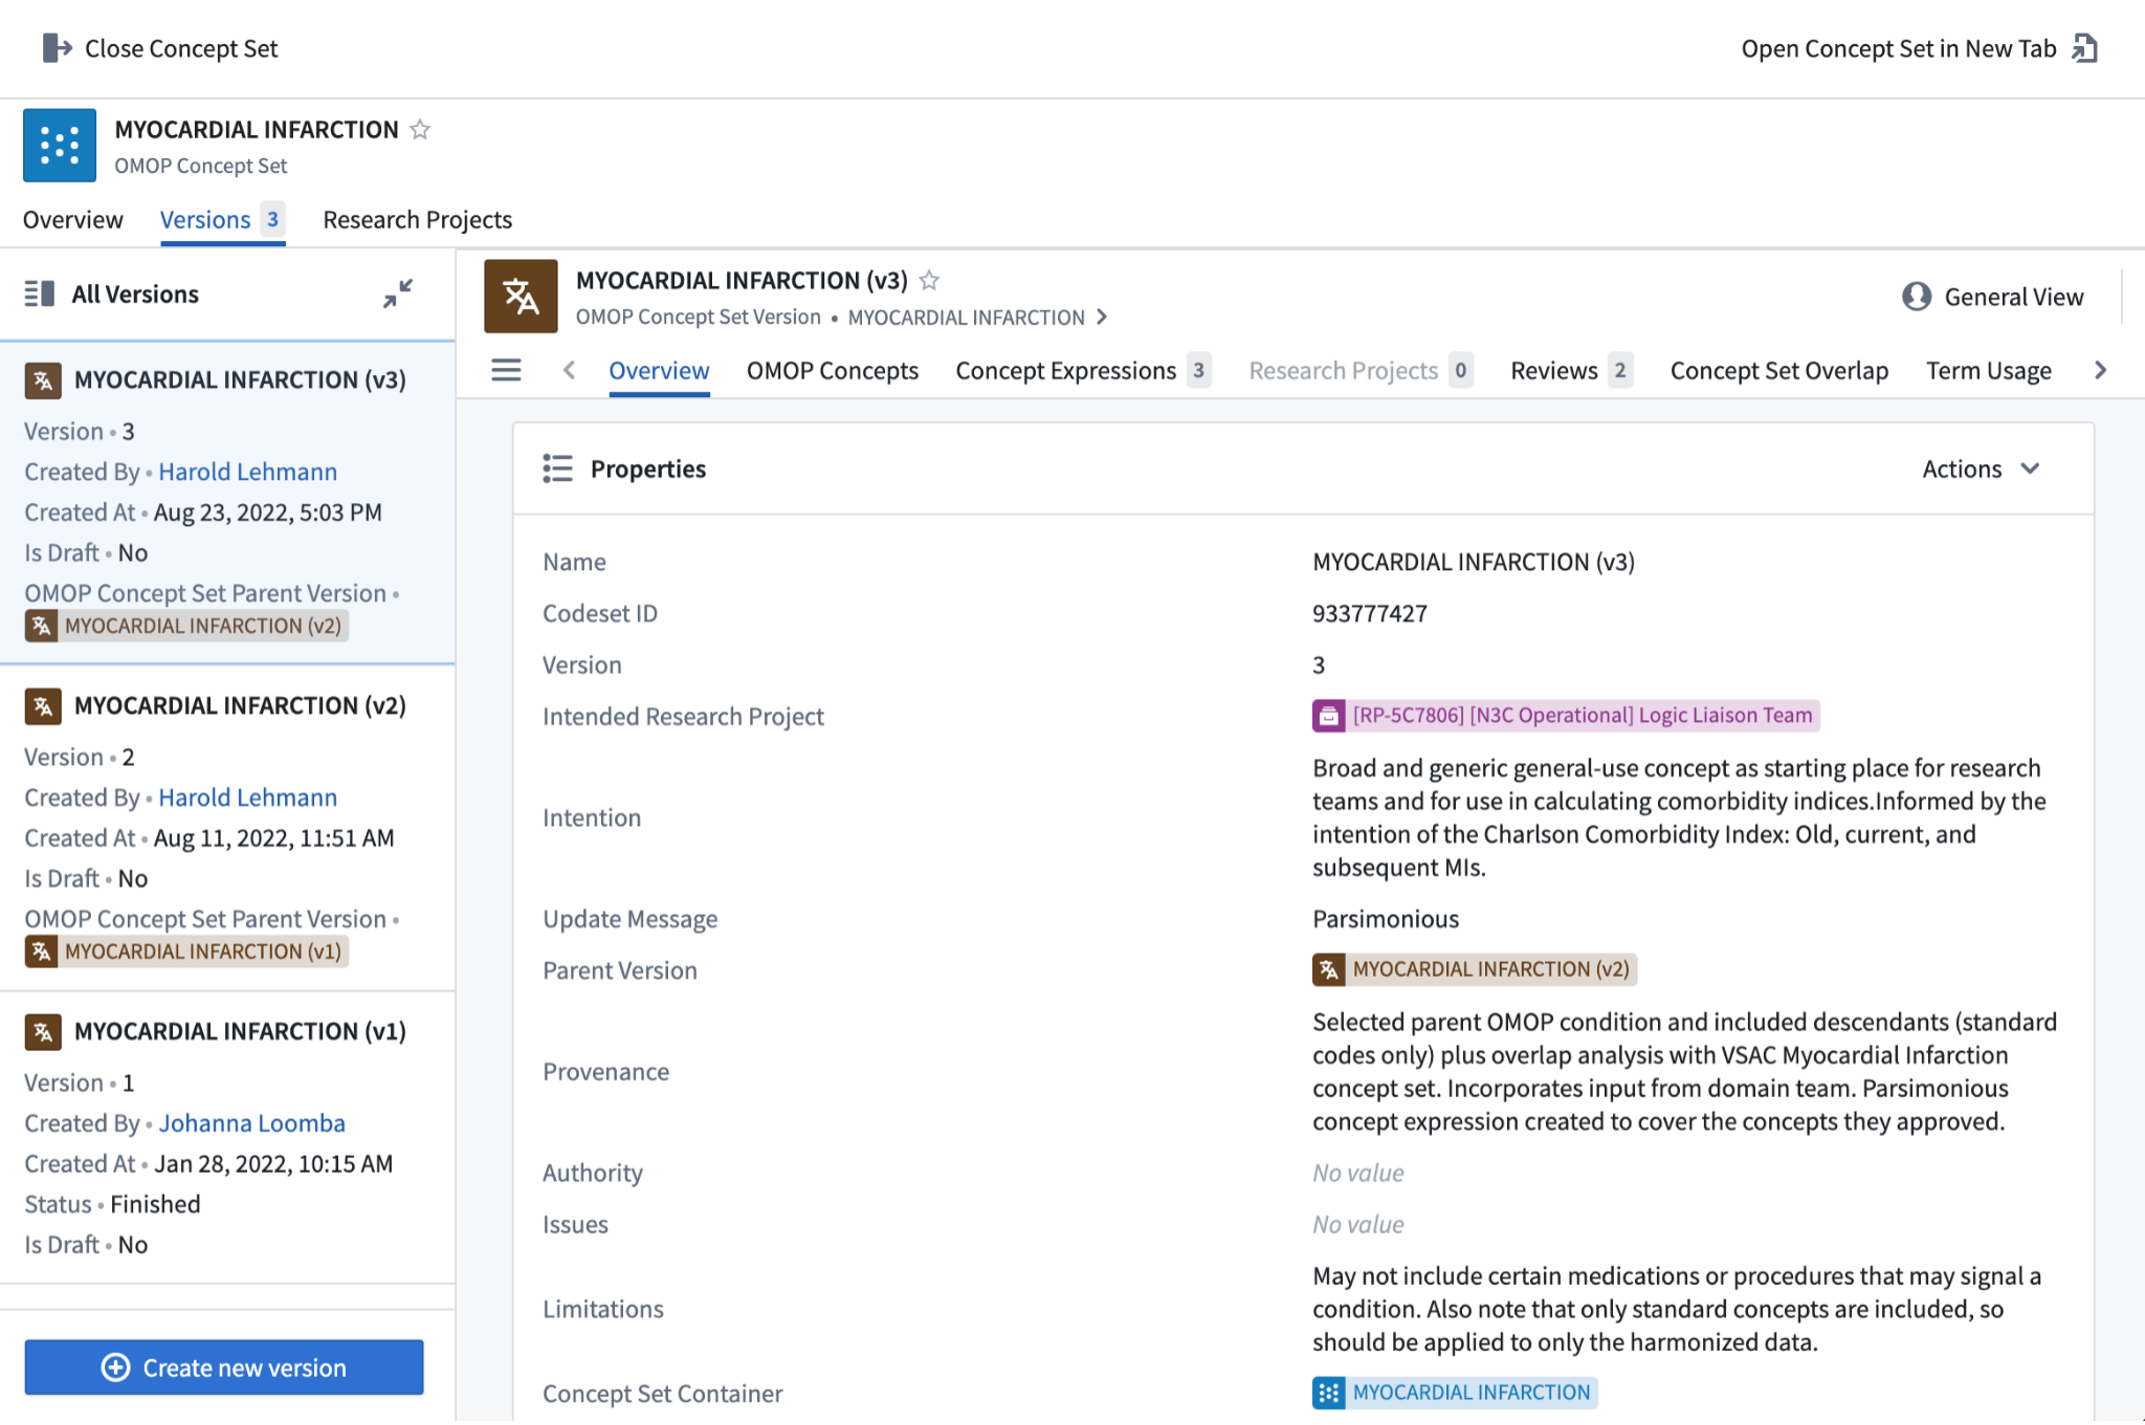 Close Concept Set
Open Concept Set in New Tab
MYOCARDIAL INFARCTION
OMOP Concept Set
Overview
Versions 3
Research Projects
All Versions
MYOCARDIAL INFARCTION (v3)
Version • 3
Created By • Harold Lehmann
Created At • Aug 23, 2022, 5:03 PM
Is Draft • No
OMOP Concept Set Parent Version •
MYOCARDIAL INFARCTION (v2)
MYOCARDIAL INFARCTION (v2)
Version • 2
Created By • Harold Lehmann
Created At • Aug 11, 2022, 11:51 AM
Is Draft • No
OMOP Concept Set Parent Version •
MYOCARDIAL INFARCTION (v1)
MYOCARDIAL INFARCTION (v1)
Version • 1
Created By • Johanna Loomba
Created At • Jan 28, 2022, 10:15 AM
Status • Finished
Is Draft • No
Create new version
MYOCARDIAL INFARCTION (v3)
OMOP Concept Set Version • MYOCARDIAL INFARCTION
General View
Overview
OMOP Concepts
Concept Expressions 3
Research Projects 0
Reviews 2
Concept Set Overlap
Term Usage
Properties
Actions
Name
MYOCARDIAL INFARCTION (v3)
Codeset ID
933777427
Version
3
Intended Research Project
[RP-5C7806] [N3C Operational] Logic Liaison Team
Intention
Broad and generic general-use concept as starting place for research
teams and for use in calculating comorbidity indices.Informed by the
intention of the Charlson Comorbidity Index: Old, current, and
subsequent MIs.
Update Message
Parsimonious
Parent Version
MYOCARDIAL INFARCTION (v2)
Provenance
Selected parent OMOP condition and included descendants (standard
codes only) plus overlap analysis with VSAC Myocardial Infarction
concept set. Incorporates input from domain team. Parsimonious
concept expression created to cover the concepts they approved.
Authority
No value
Issues
No value
Limitations
May not include certain medications or procedures that may signal a
condition. Also note that only standard concepts are included, so
should be applied to only the harmonized data.
Concept Set Container
MYOCARDIAL INFARCTION